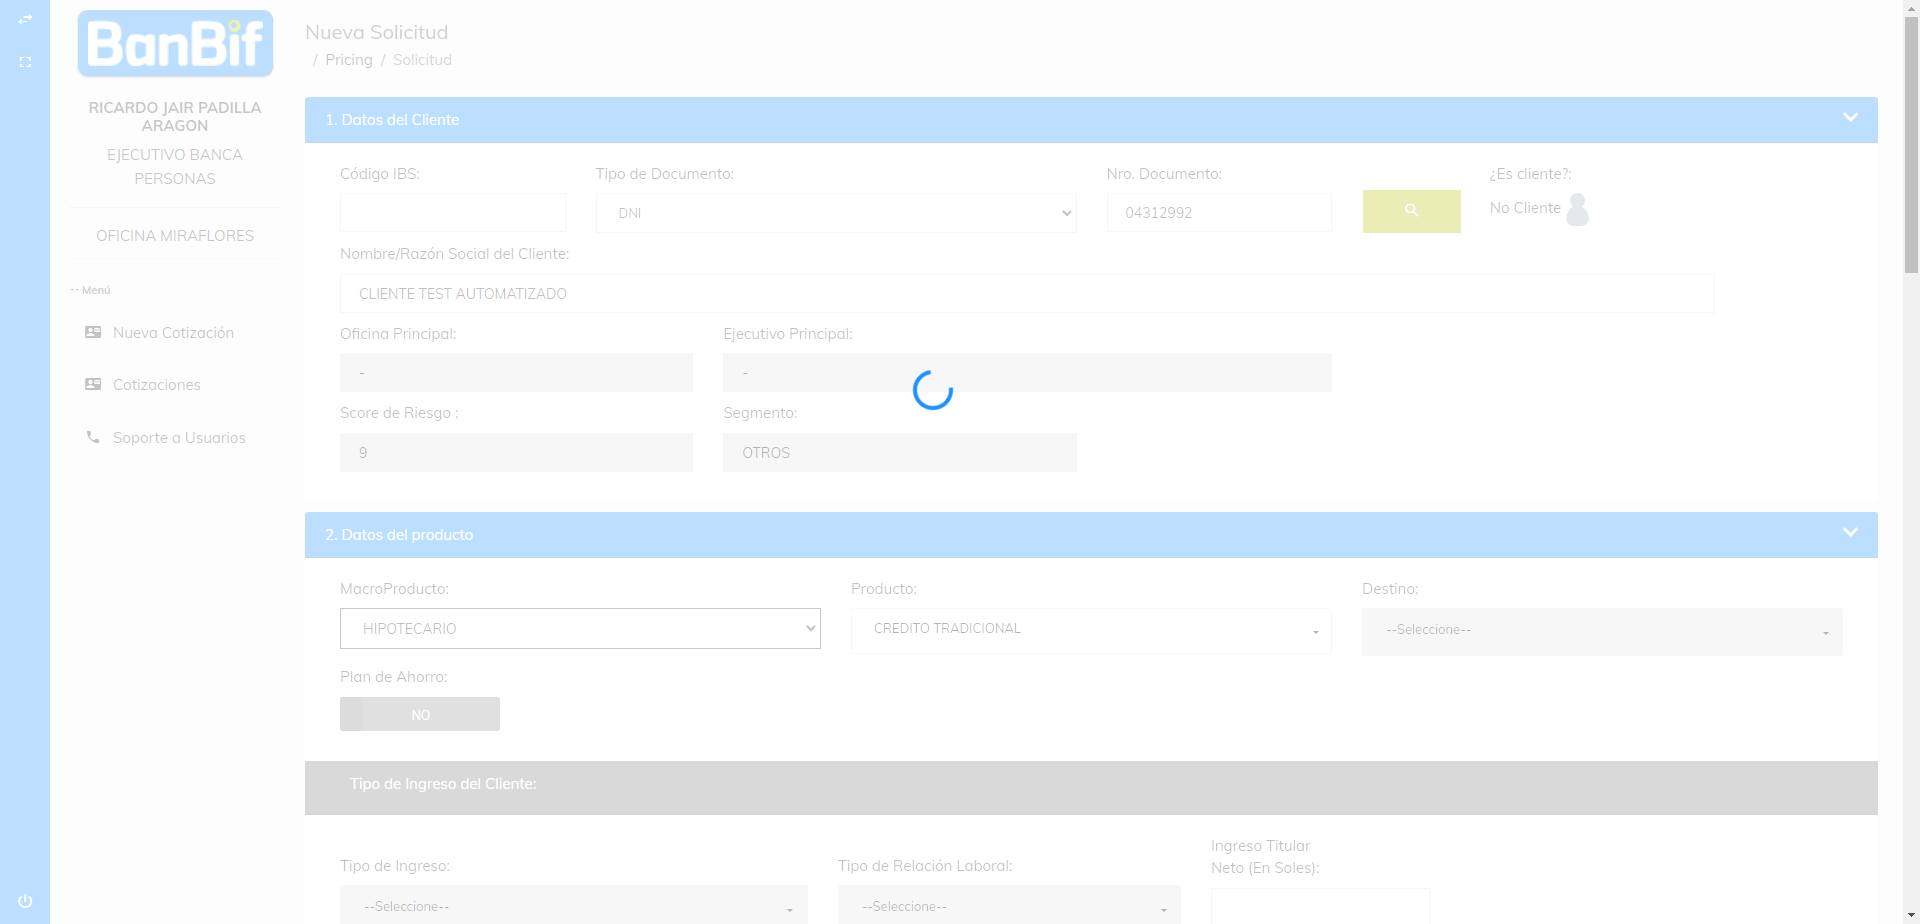 BanBif
RICARDO JAIR PADILLA
ARAGON
EJECUTIVO BANCA
PERSONAS
OFICINA MIRAFLORES
-- Menú
Nueva Cotización
Cotizaciones
Soporte a Usuarios
Nueva Solicitud
/ Pricing / Solicitud
1. Datos del Cliente
Código IBS:
Tipo de Documento:
Nro. Documento:
¿Es cliente?:
DNI
04312992
No Cliente
Nombre/Razón Social del Cliente:
CLIENTE TEST AUTOMATIZADO
Oficina Principal:
Ejecutivo Principal:
-
-
Score de Riesgo :
Segmento:
9
OTROS
2. Datos del producto
MacroProducto:
Producto:
Destino:
HIPOTECARIO
CREDITO TRADICIONAL
--Seleccione--
Plan de Ahorro:
NO
Tipo de Ingreso del Cliente:
Tipo de Ingreso:
Tipo de Relación Laboral:
Ingreso Titular
Neto (En Soles):
--Seleccione--
--Seleccione--